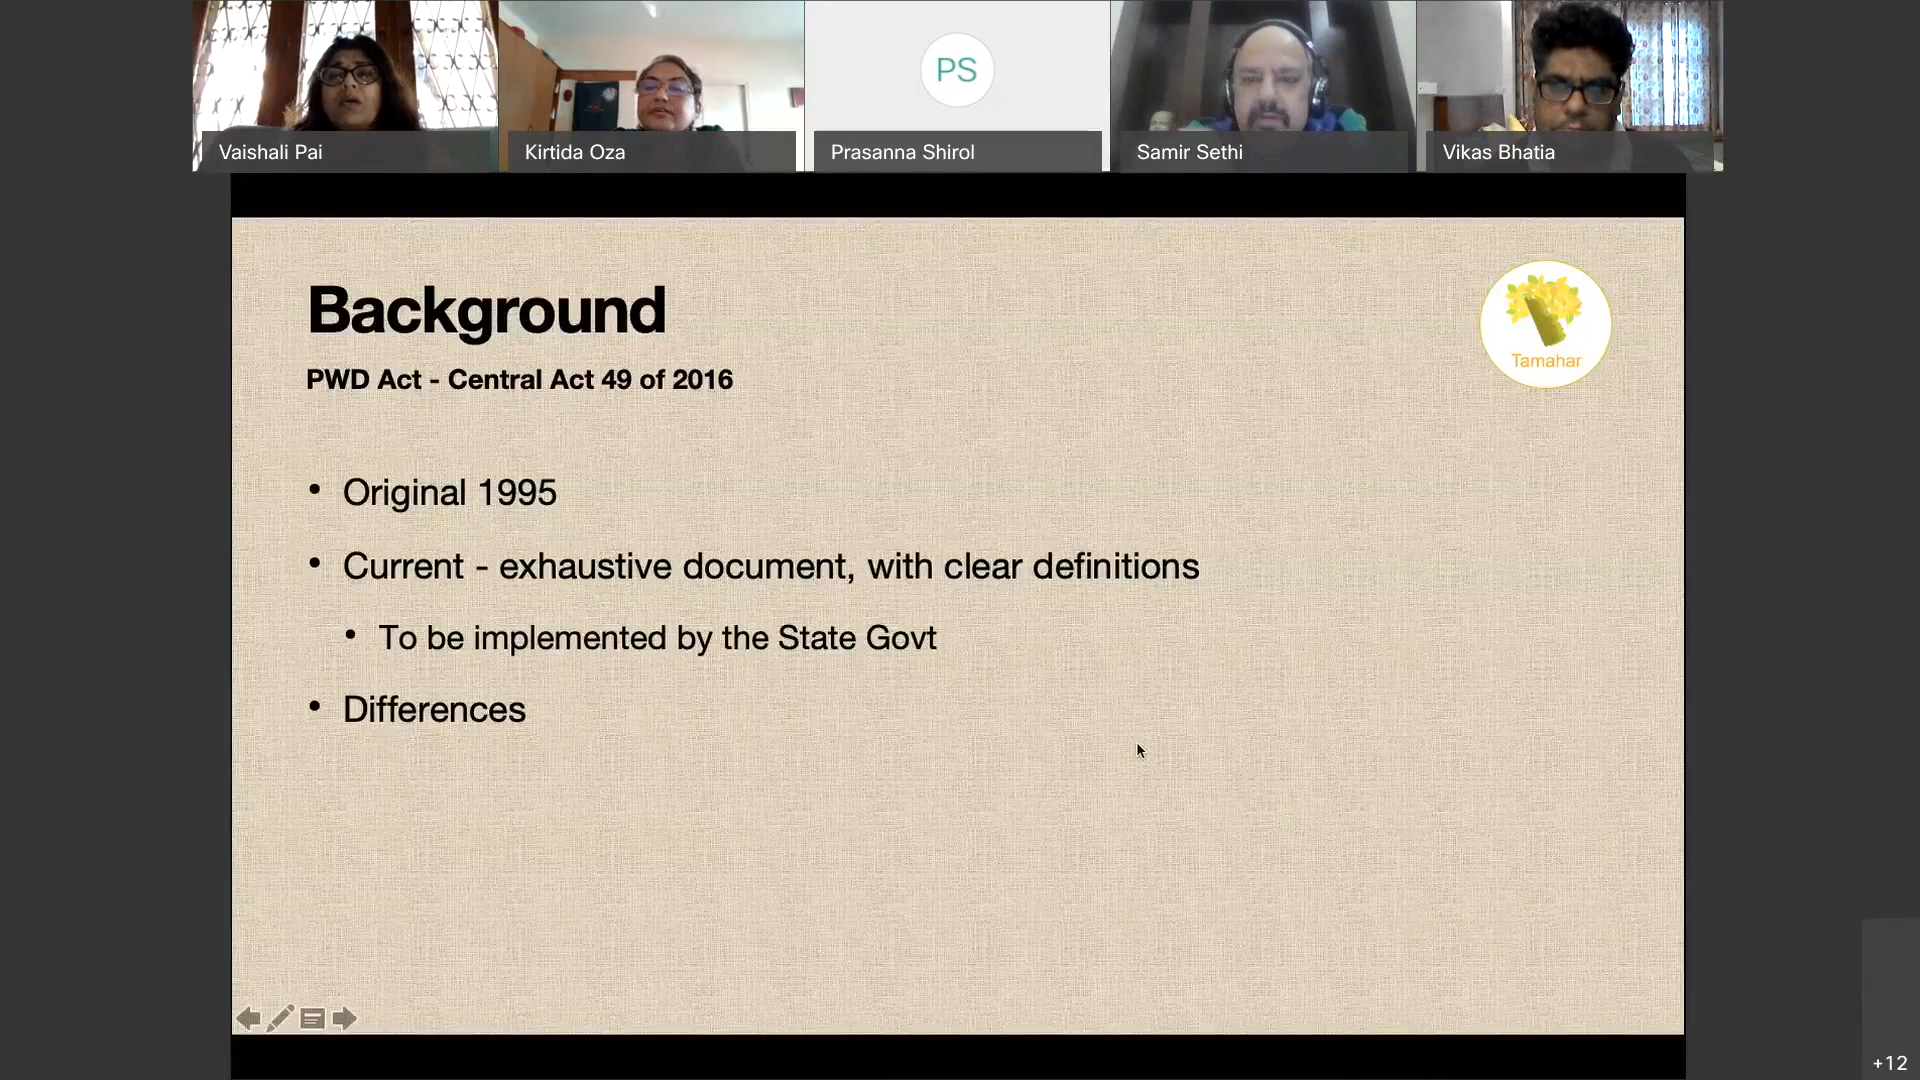 Vaishali Pai
Kirtida Oza
PS
Prasanna Shirol
Samir Sethi
Vikas Bhatia
Background
PWD Act - Central Act 49 of 2016
Tamahar
• Original 1995
• Current - exhaustive document, with clear definitions
• To be implemented by the State Govt
• Differences
+12